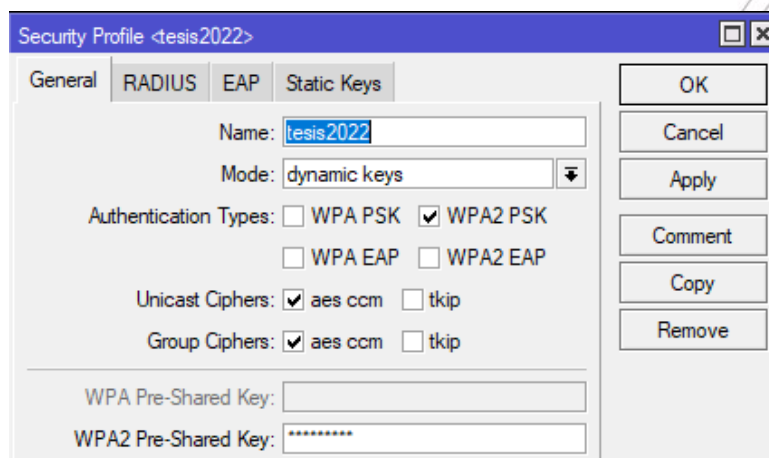 Security Profile <tesis2022>
General RADIUS EAP Static Keys
OK
Name: tesis2022
Cancel
Mode: dynamic keys
Apply
Authentication Types: WPA PSK WPA2 PSK
WPA EAP WPA2 EAP
Comment
Unicast Ciphers: aes ccm tkip
Copy
Group Ciphers: aes ccm tkip
Remove
WPA Pre-Shared Key:
WPA2 Pre-Shared Key: *********